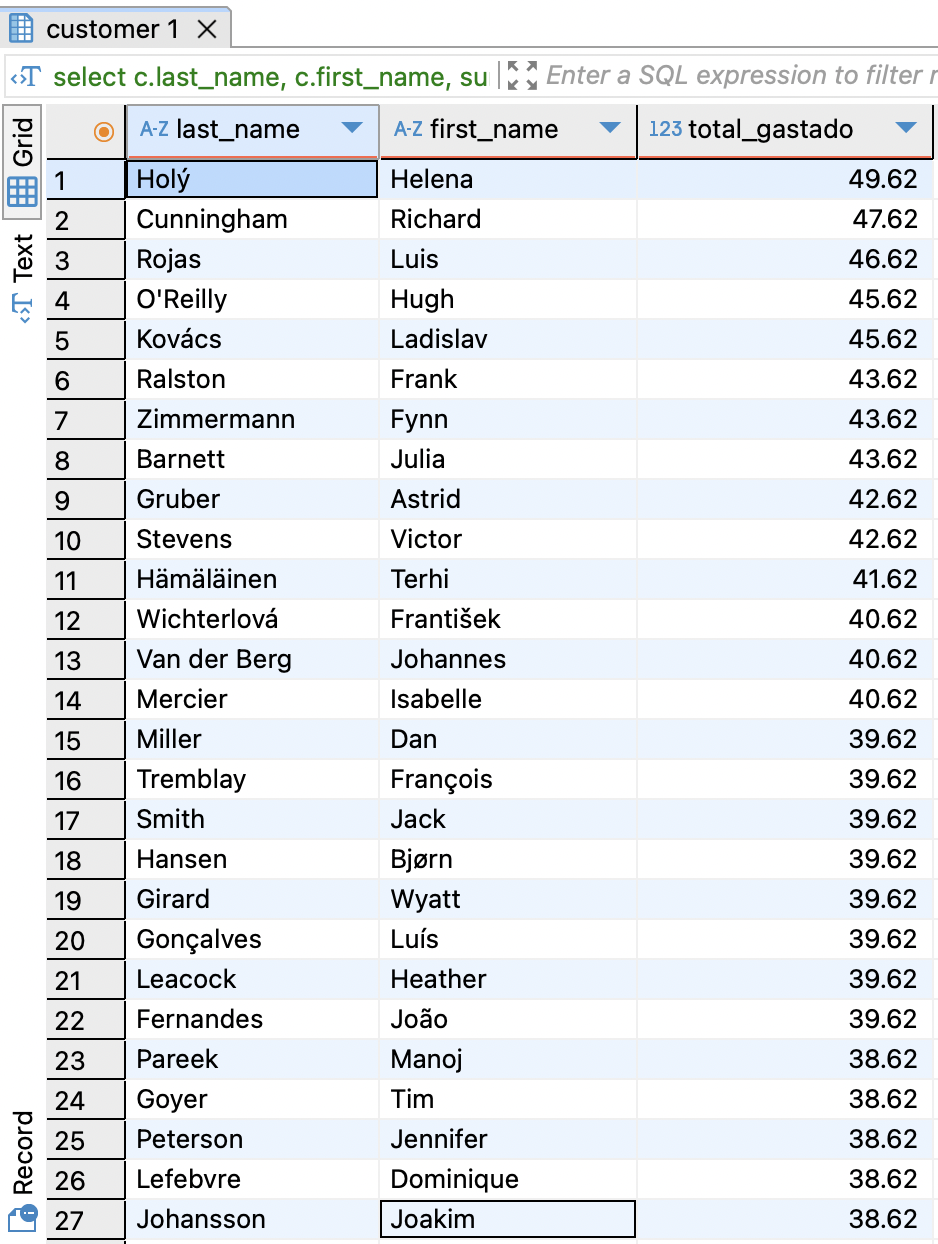 customer 1
select c.last_name, c.first_name, su Enter a SQL expression to filter r
Grid
Text
Record
A-Z last_name A-Z first_name 123 total_gastado
1 Holý Helena 49.62
2 Cunningham Richard 47.62
3 Rojas Luis 46.62
4 O'Reilly Hugh 45.62
5 Kovács Ladislav 45.62
6 Ralston Frank 43.62
7 Zimmermann Fynn 43.62
8 Barnett Julia 43.62
9 Gruber Astrid 42.62
10 Stevens Victor 42.62
11 Hämäläinen Terhi 41.62
12 Wichterlová František 40.62
13 Van der Berg Johannes 40.62
14 Mercier Isabelle 40.62
15 Miller Dan 39.62
16 Tremblay François 39.62
17 Smith Jack 39.62
18 Hansen Bjørn 39.62
19 Girard Wyatt 39.62
20 Gonçalves Luís 39.62
21 Leacock Heather 39.62
22 Fernandes João 39.62
23 Pareek Manoj 38.62
24 Goyer Tim 38.62
25 Peterson Jennifer 38.62
26 Lefebvre Dominique 38.62
27 Johansson Joakim 38.62